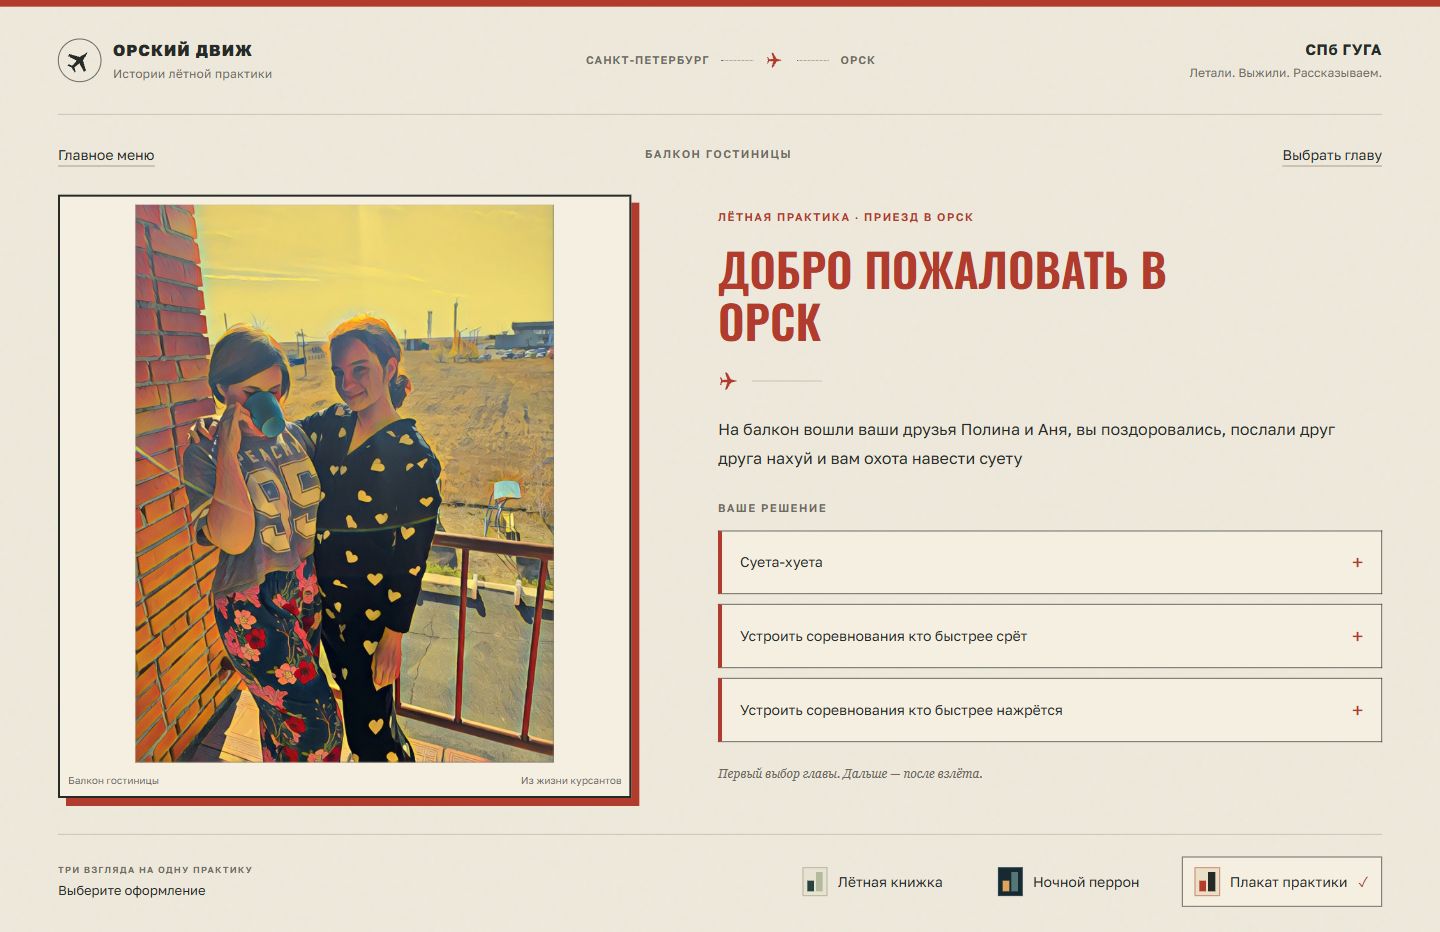 ОРСКИЙ ДВИЖ
Истории лётной практики
САНКТ-ПЕТЕРБУРГ
ОРСК
СПб ГУГА
Летали. Выжили. Рассказываем.
Главное меню
БАЛКОН ГОСТИНИЦЫ
Выбрать главу
PEACHY
95
Балкон гостиницы
Из жизни курсантов
ЛЁТНАЯ ПРАКТИКА · ПРИЕЗД В ОРСК
ДОБРО ПОЖАЛОВАТЬ В
ОРСК
На балкон вошли ваши друзья Полина и Аня, вы поздоровались, послали друг
друга нахуй и вам охота навести суету
ВАШЕ РЕШЕНИЕ
Суета-хуета
+
Устроить соревнования кто быстрее срёт
+
Устроить соревнования кто быстрее нажрётся
+
Первый выбор главы. Дальше — после взлёта.
ТРИ ВЗГЛЯДА НА ОДНУ ПРАКТИКУ
Выберите оформление
Лётная книжка
Ночной перрон
Плакат практики ✓